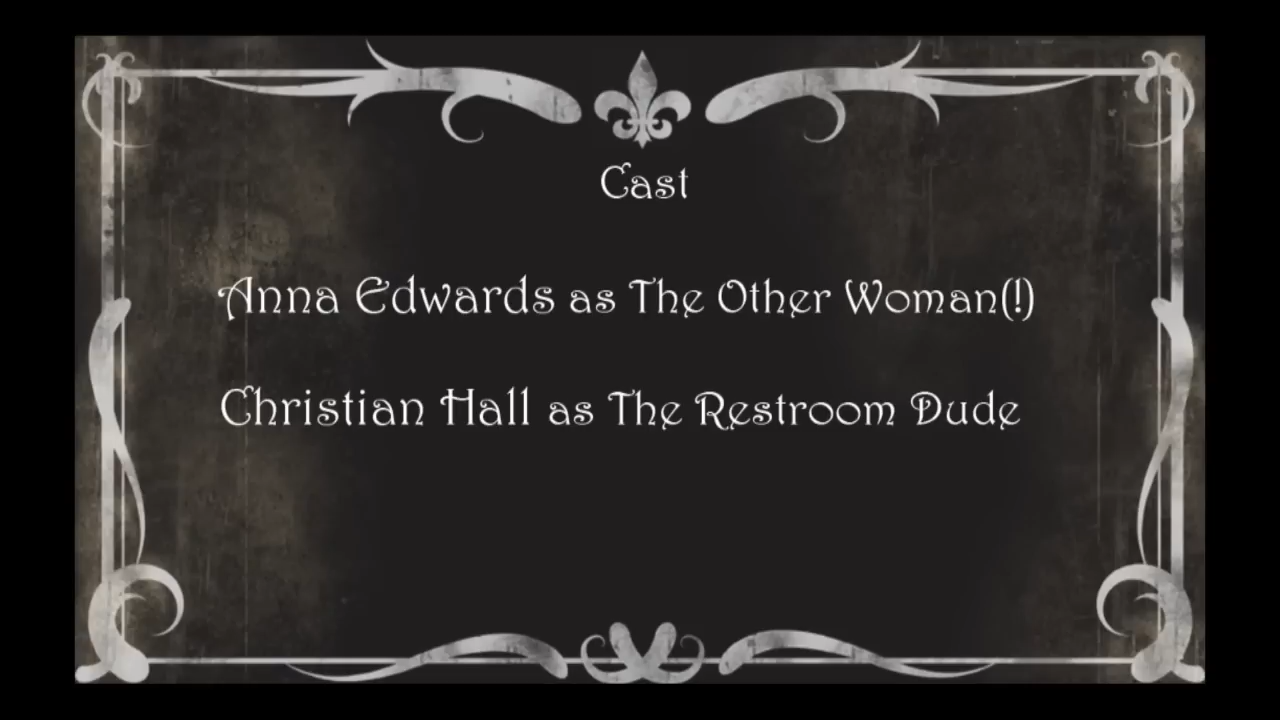 Cast
Anna Edwards as The Other Woman(!)
Christian Hall as The Restroom Dude